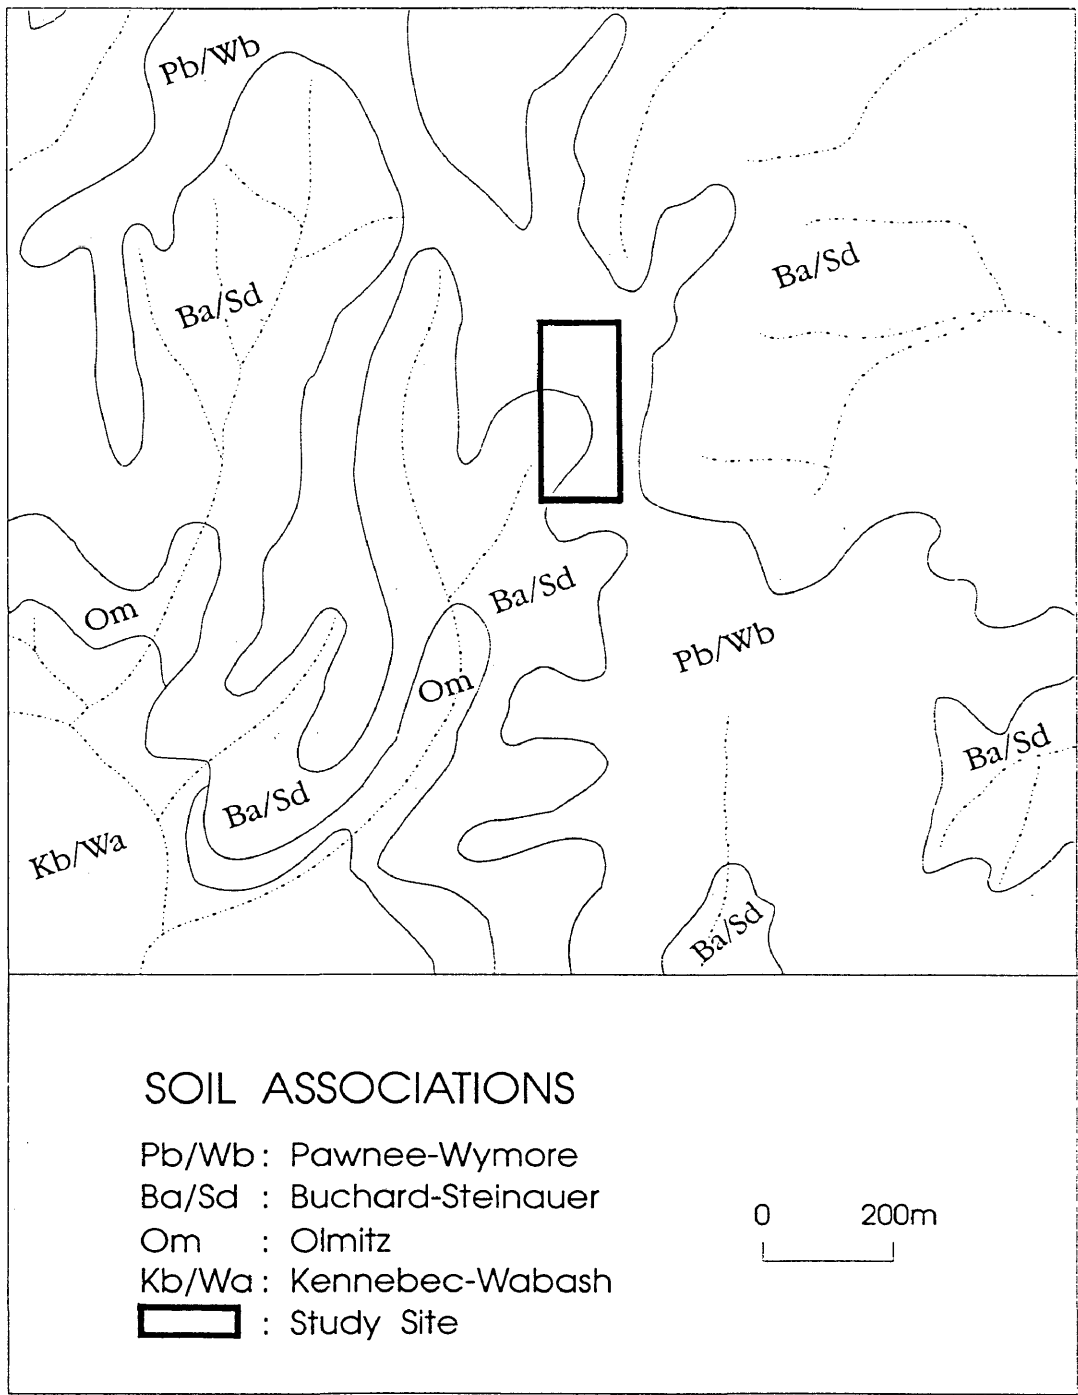 Pb/Wb
Ba/Sd
Ba/Sd
Ba/Sd
Om
Pb/Wb
Om
Ba/Sd
Ba/Sd
Kb/Wa
Ba/Sd
SOIL ASSOCIATIONS
Pb/Wb : Pawnee-Wymore
Ba/Sd : Buchard-Steinauer
Om : Olmitz
Kb/Wa : Kennebec-Wabash
: Study Site
0 200m